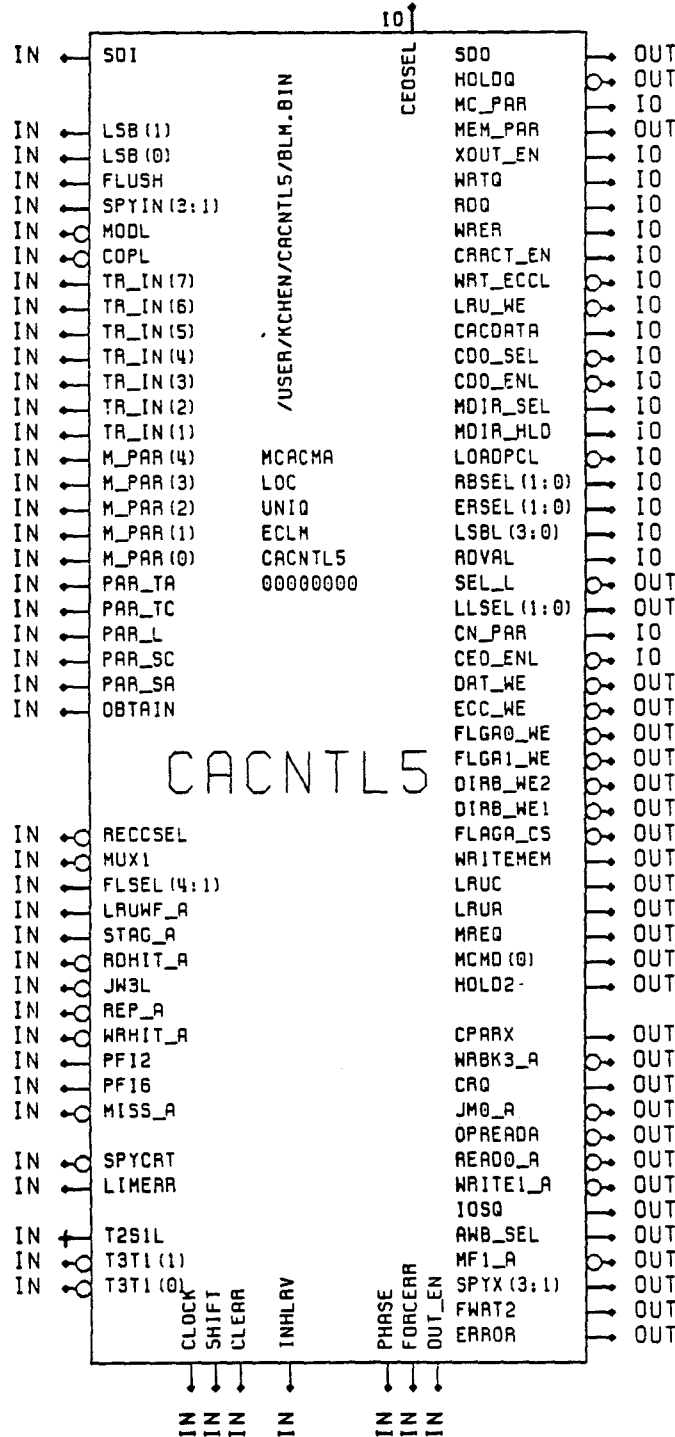 IO
CEOSEL
IN SDI SDO OUT
HOLDQ OUT
MC_PAR IO
IN LSB(1) MEM_PAR OUT
IN LSB(0) XOUT_EN IO
IN FLUSH WRTQ IO
IN SPYIN(3:1) RDQ IO
IN MODL WRER IO
IN COPL CRRCT_EN IO
IN TR_IN(7) WRT_ECCL IO
IN TR_IN(6) LRU_WE IO
IN TR_IN(5) CACDATA IO
IN TR_IN(4) CDO_SEL IO
IN TR_IN(3) CDO_ENL IO
IN TR_IN(2) MDIR_SEL IO
IN TR_IN(1) MDIR_HLD IO
/USER/KCHEN/CACNTL5/BLM.BIN
IN M_PAR(4) MCACMA LOADPCL IO
IN M_PAR(3) LOC RBSEL(1:0) IO
IN M_PAR(2) UNIQ ERSEL(1:0) IO
IN M_PAR(1) ECLM LSBL(3:0) IO
IN M_PAR(0) CACNTL5 RDVAL IO
IN PAR_TA 00000000 SEL_L OUT
IN PAR_TC LLSEL(1:0) OUT
IN PAR_L CN_PAR IO
IN PAR_SC CEO_ENL IO
IN PAR_SA DAT_WE OUT
IN OBTAIN ECC_WE OUT
FLGA0_WE OUT
FLGA1_WE OUT
CACNTL5
DIRB_WE2 OUT
DIRB_WE1 OUT
IN RECCSEL FLAGA_CS OUT
IN MUX1 WRITEMEM OUT
IN FLSEL(4:1) LRUC OUT
IN LRUWF_A LRUA OUT
IN STAG_A MREQ OUT
IN RDHIT_A MCMD(0) OUT
IN JW3L HOLD2 OUT
IN REP_A
IN WRHIT_A CPARX OUT
IN PFI2 WRBK3_A OUT
IN PFI6 CRQ OUT
IN MISS_A JM0_A OUT
OPREADA OUT
IN SPYCRT READ0_A OUT
IN LIMERR WRITE1_A OUT
IOSQ OUT
IN T2S1L AWB_SEL OUT
IN T3T1(1) MF1_A OUT
IN T3T1(0) SPYX(3:1) OUT
FWRT2 OUT
ERROR OUT
CLOCK SHIFT CLEAR INHLRV PHASE FORCERR OUT_EN
IN IN IN IN IN IN IN